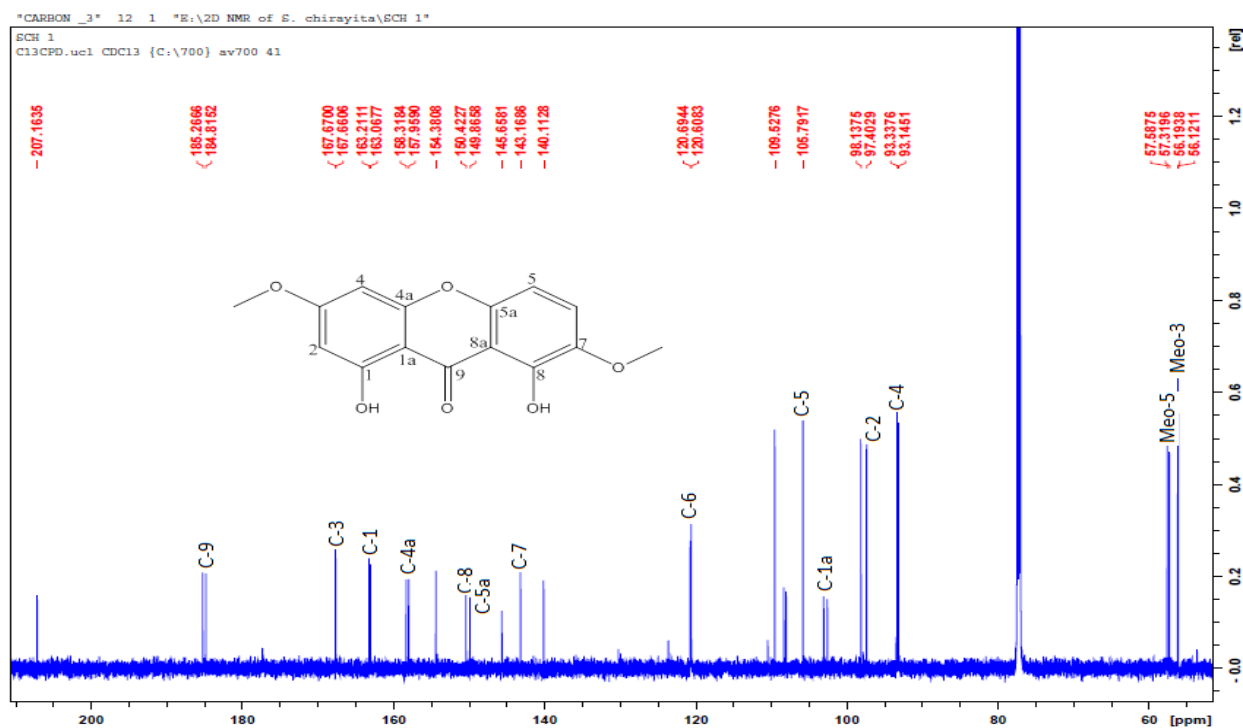 "CARBON _3" 12 1 "E:\2D NMR of S. chirayita\SCH 1"
SCH 1
C13CPD.uc1 CDCl3 {C:\700} av700 41
207.1635
185.2666
184.8152
167.6700
167.6606
163.2111
163.0677
158.3184
157.9590
154.3808
150.4227
149.8658
145.6581
143.1686
140.1128
120.6944
120.6083
109.5276
105.7917
98.1375
97.4029
93.3376
93.1451
57.5875
57.3196
56.1938
56.1211
[rel]
1.2
1.0
0.8
0.6
0.4
0.2
- 0.0
4
5
O
O
4a
5a
2
8a
7
1a
O
1
9
8
OH
O
OH
C-9
C-3
C-1
C-4a
C-8
C-5a
C-7
C-6
C-5
C-1a
C-2
C-4
Meo-5
Meo-3
200 180 160 140 120 100 80 60 [ppm]